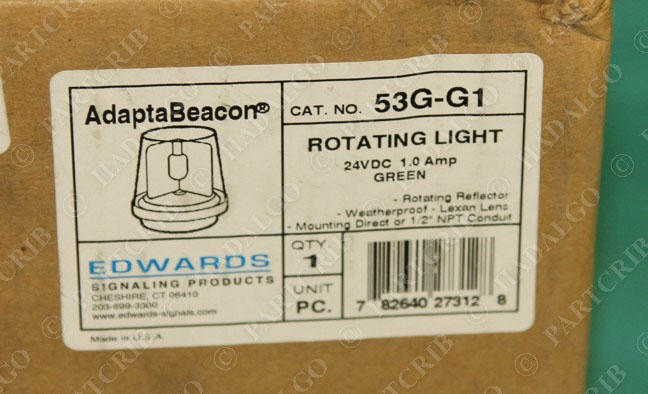 AdaptaBeacon®
CAT. NO. 53G-G1
ROTATING LIGHT
24VDC 1.0 Amp
GREEN
- Rotating Reflector
- Weatherproof - Lexan Lens
- Mounting Direct or 1/2" NPT Conduit
EDWARDS
SIGNALING PRODUCTS
CHESHIRE, CT 06410
203-699-3300
www.edwards-signals.com
Made in U.S.A.
QTY
1
UNIT
PC.
7 82640 27312 8
© PARTCRIB
© HADALGO